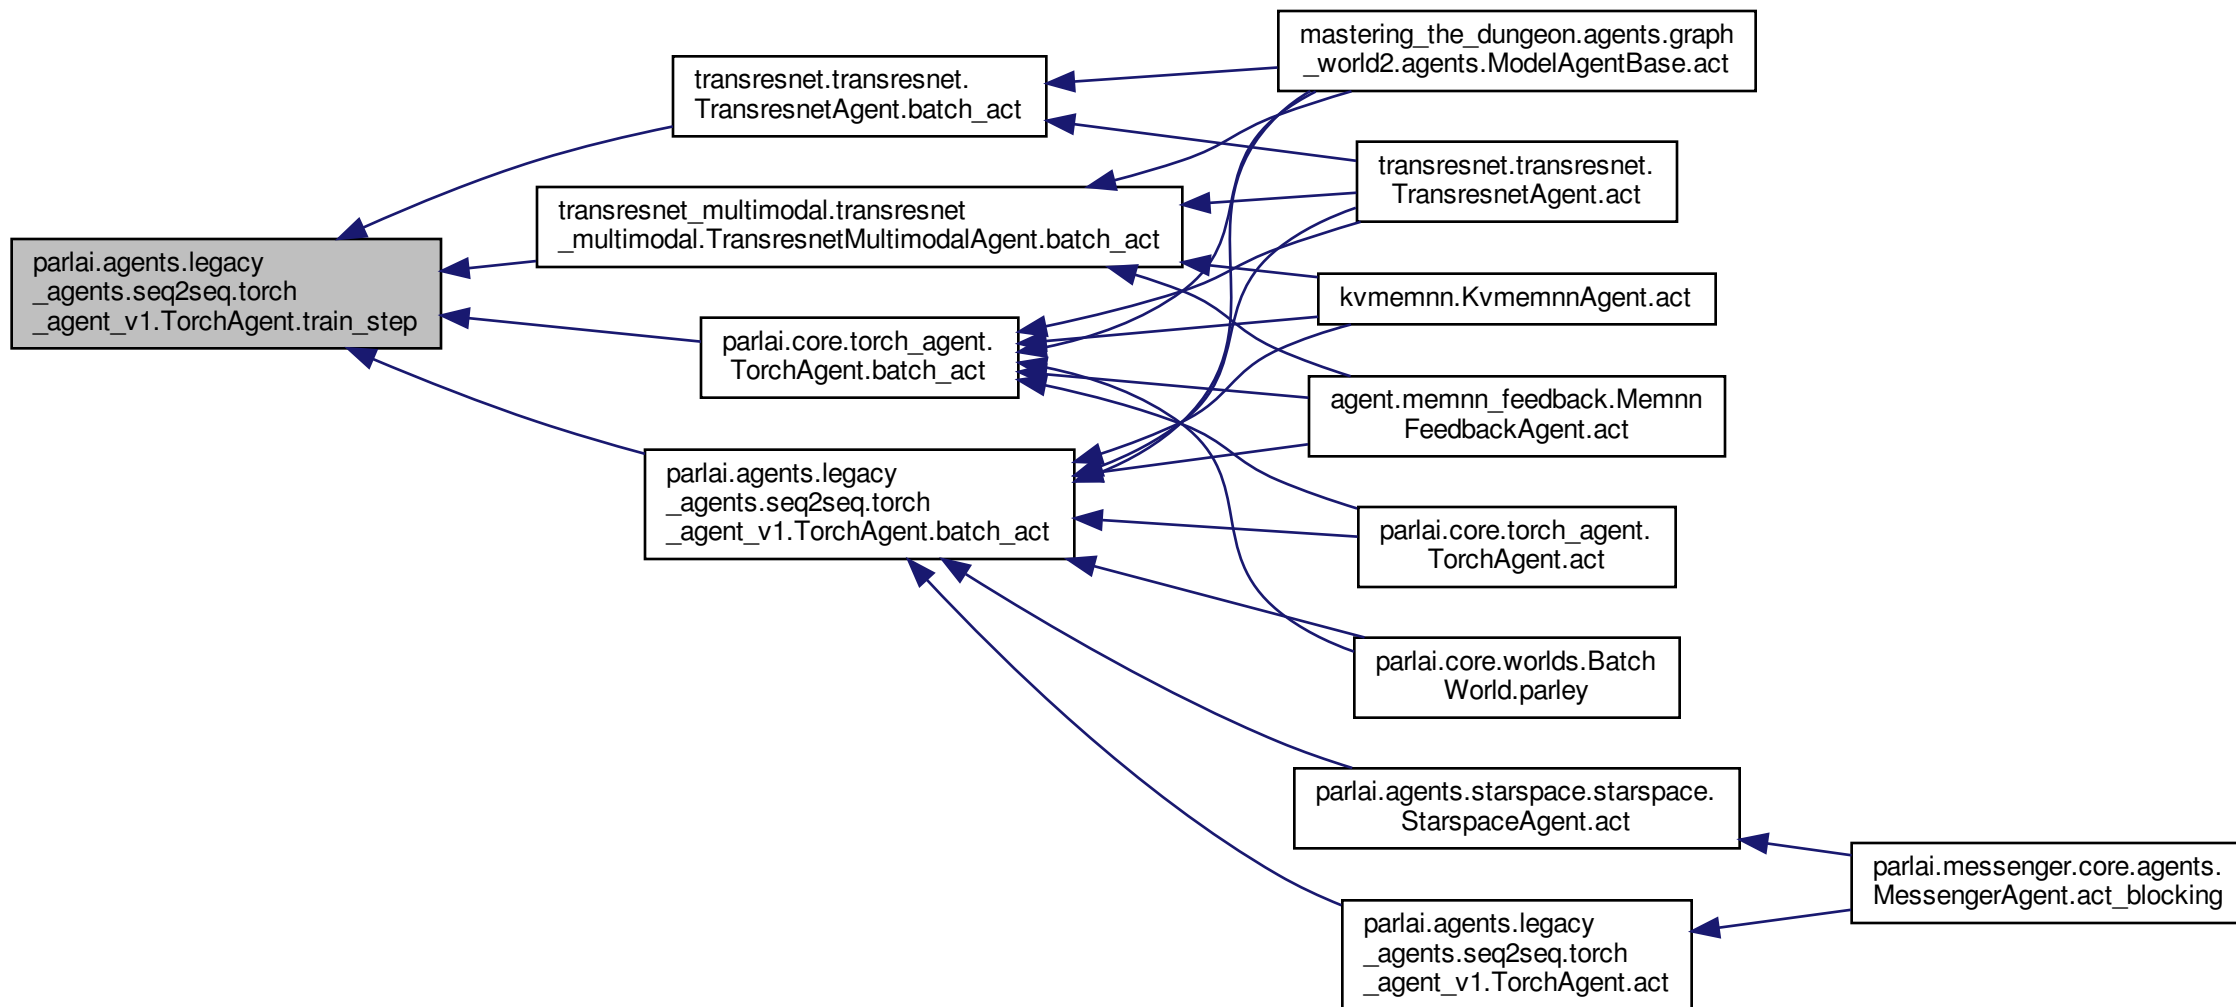 parlai.agents.legacy
_agents.seq2seq.torch
_agent_v1.TorchAgent.train_step
transresnet.transresnet.
TransresnetAgent.batch_act
transresnet_multimodal.transresnet
_multimodal.TransresnetMultimodalAgent.batch_act
parlai.core.torch_agent.
TorchAgent.batch_act
parlai.agents.legacy
_agents.seq2seq.torch
_agent_v1.TorchAgent.batch_act
mastering_the_dungeon.agents.graph
_world2.agents.ModelAgentBase.act
transresnet.transresnet.
TransresnetAgent.act
kvmemnn.KvmemnnAgent.act
agent.memnn_feedback.Memnn
FeedbackAgent.act
parlai.core.torch_agent.
TorchAgent.act
parlai.core.worlds.Batch
World.parley
parlai.agents.starspace.starspace.
StarspaceAgent.act
parlai.agents.legacy
_agents.seq2seq.torch
_agent_v1.TorchAgent.act
parlai.messenger.core.agents.
MessengerAgent.act_blocking